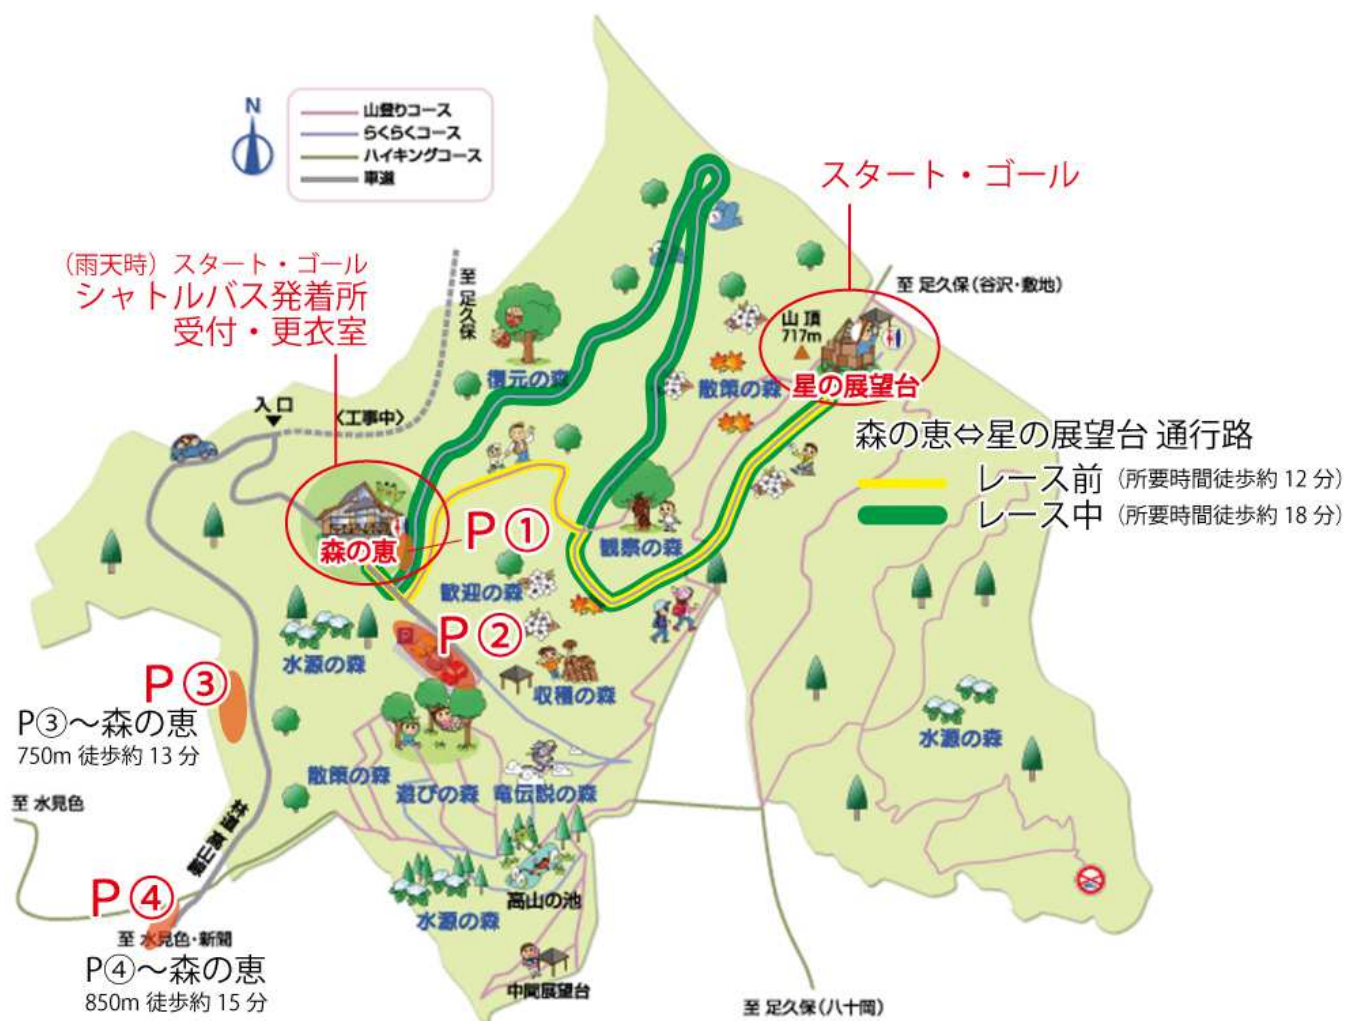 N
山登りコース
らくらくコース
ハイキングコース
車道
スタート・ゴール
(雨天時) スタート・ゴール
シャトルバス発着所
受付・更衣室
至 足久保
至 足久保(谷沢・敷地)
山頂
717m
復元の森
散策の森
星の展望台
入口
〈工事中〉
森の恵⇔星の展望台 通行路
レース前 (所要時間徒歩約 12 分)
レース中 (所要時間徒歩約 18 分)
P①
森の恵
観察の森
歓迎の森
P②
水源の森
P
P③
収穫の森
P③〜森の恵
750m 徒歩約 13 分
水源の森
散策の森
遊びの森
竜伝説の森
至 水見色
林道 高山線
P④
高山の池
水源の森
至 水見色・新間
P④〜森の恵
850m 徒歩約 15 分
中間展望台
至 足久保(八十岡)